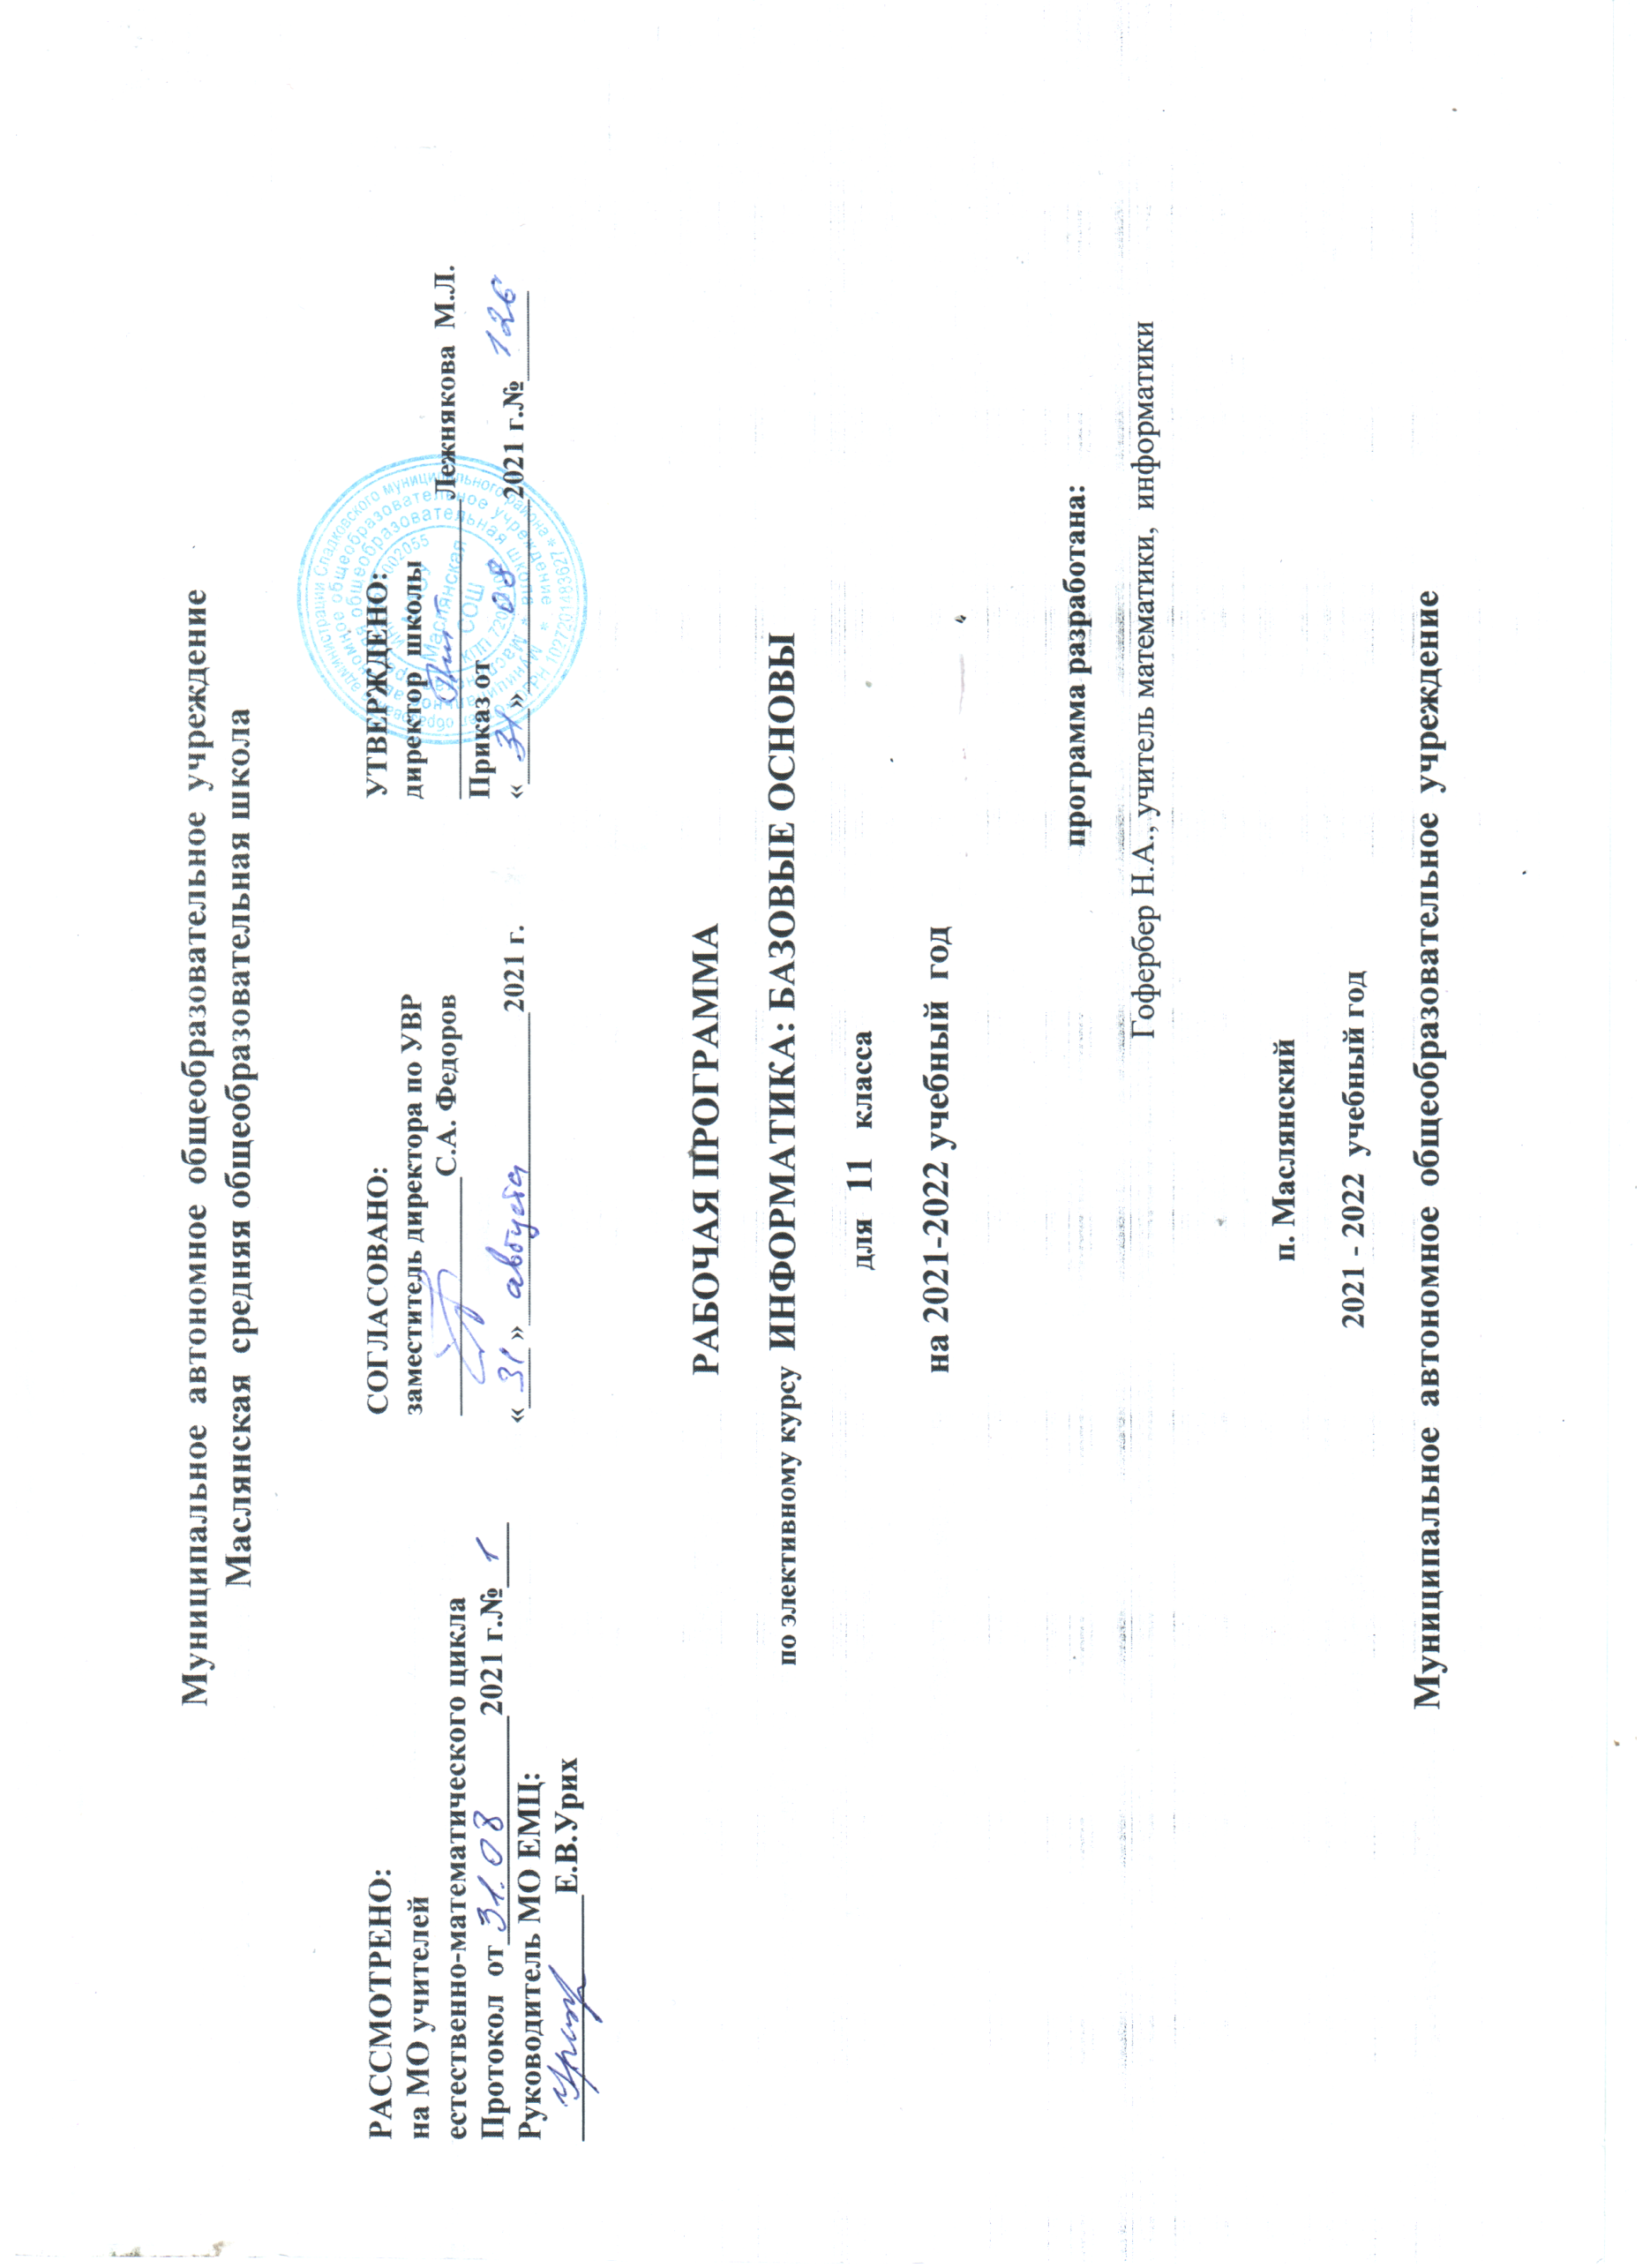 Муниципальное автономное общеобразовательное учреждение
Маслянская средняя общеобразовательная школа
РАССМОТРЕНО:
на МО учителей
естественно-математического цикла
Протокол от 31.08 2021 г.№ 1
Руководитель МО ЕМЦ:
Е.В.Урих
СОГЛАСОВАНО:
заместитель директора по УВР
С.А. Федоров
« 31 » августа 2021 г.
УТВЕРЖДЕНО:
директор школы
Лежнякова М.Л.
Приказ от
« 31 » 08 2021 г.№ 126
Маслянская
СОШ
РАБОЧАЯ ПРОГРАММА
по элективному курсу ИНФОРМАТИКА: БАЗОВЫЕ ОСНОВЫ
для 11 класса
на 2021-2022 учебный год
программа разработана:
Гофербер Н.А., учитель математики, информатики
п. Маслянский
2021 - 2022 учебный год
Муниципальное автономное общеобразовательное учреждение